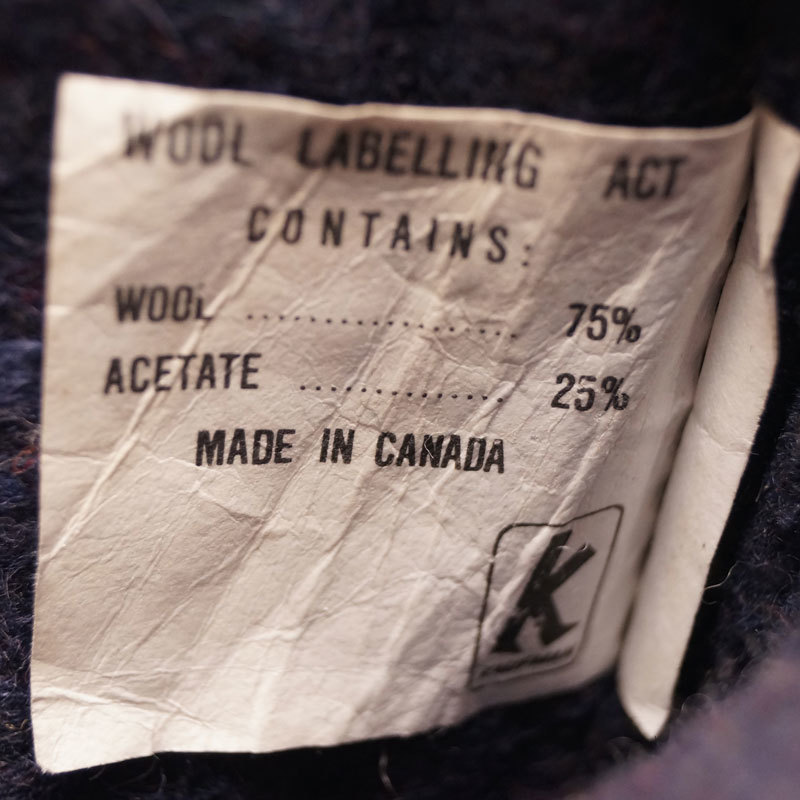 WOOL LABELLING ACT
CONTAINS:
WOOL .................. 75%
ACETATE .............. 25%
MADE IN CANADA
K